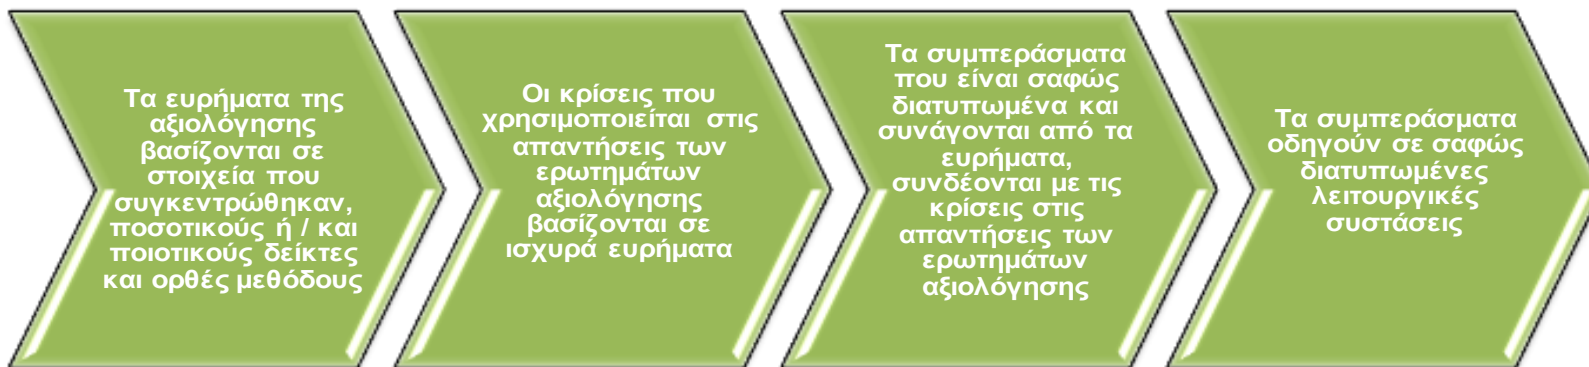 Τα ευρήματα της
αξιολόγησης
βασίζονται σε
στοιχεία που
συγκεντρώθηκαν,
ποσοτικούς ή / και
ποιοτικούς δείκτες
και ορθές μεθόδους
Οι κρίσεις που
χρησιμοποιείται στις
απαντήσεις των
ερωτημάτων
αξιολόγησης
βασίζονται σε
ισχυρά ευρήματα
Τα συμπεράσματα
που είναι σαφώς
διατυπωμένα και
συνάγονται από τα
ευρήματα,
συνδέονται με τις
κρίσεις στις
απαντήσεις των
ερωτημάτων
αξιολόγησης
Τα συμπεράσματα
οδηγούν σε σαφώς
διατυπωμένες
λειτουργικές
συστάσεις